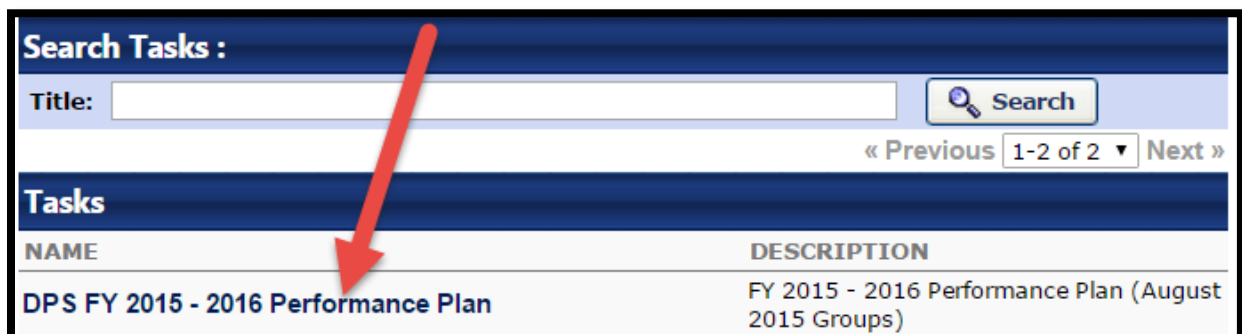 Search Tasks :
Title:
Search
« Previous 1-2 of 2 ▼ Next »
Tasks
NAME DESCRIPTION
DPS FY 2015 - 2016 Performance Plan
FY 2015 - 2016 Performance Plan (August
2015 Groups)